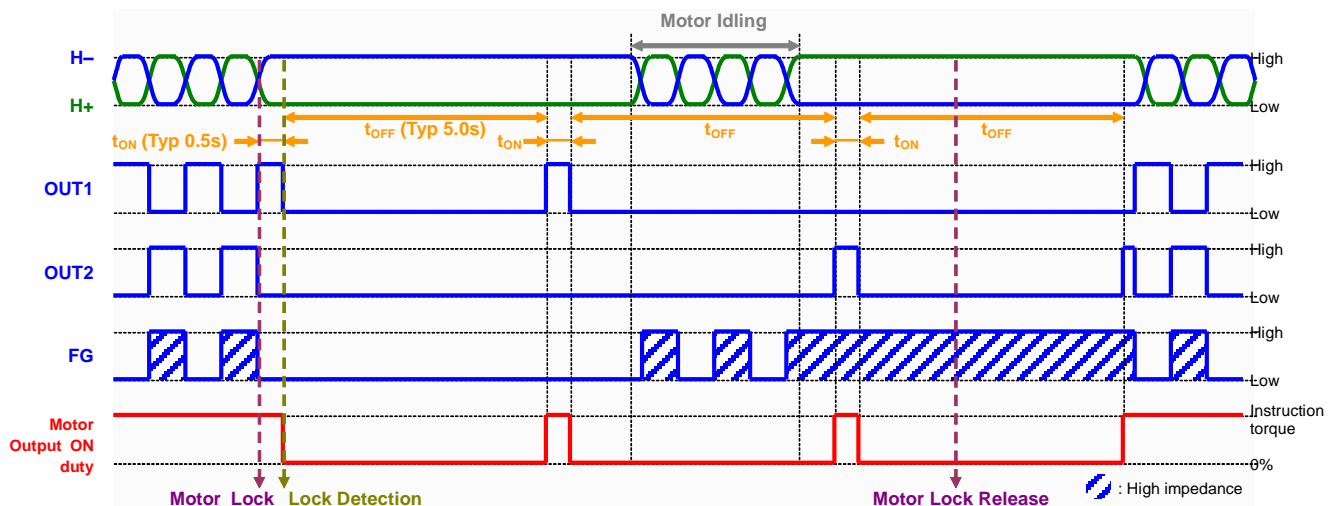 Motor Idling
H–
High
H+
Low
tOFF (Typ 5.0s)
tOFF
tOFF
tON (Typ 0.5s)
tON
tON
High
OUT1
Low
High
OUT2
Low
High
FG
Low
Motor
Output ON
duty
Instruction
torque
0%
Motor Lock
Lock Detection
Motor Lock Release
: High impedance